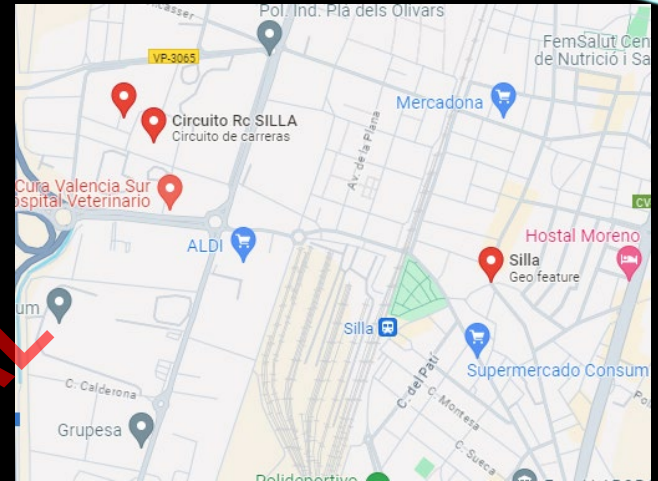 Pol. Ind. Plà dels Olivars
VP-3065
FemSalut Cen
de Nutrició i Sa
Mercadona
Circuito Rc SILLA
Circuito de carreras
Av. de la Plana
Cura Valencia Sur
ospital Veterinario
CV
ALDI
Hostal Moreno
Silla
Geo feature
um
Silla
Supermercado Consum
C. del Patí
C. Calderona
C. Montesa
Grupesa
C. Sueca
Polideportivo